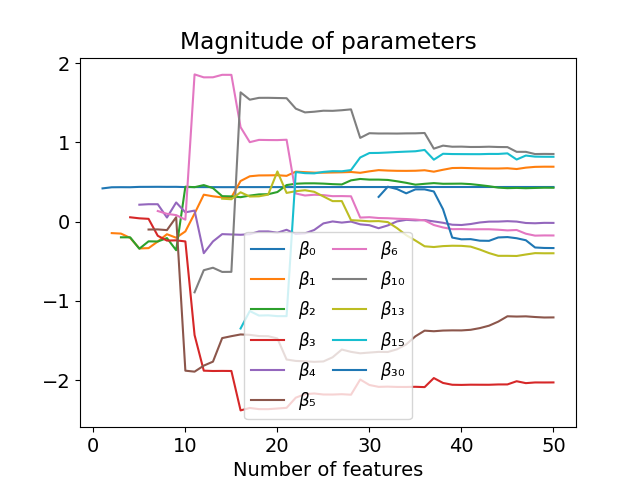 Magnitude of parameters
2
1
0
−1
−2
β₀ β₆
β₁ β₁₀
β₂ β₁₃
β₃ β₁₅
β₄ β₃₀
β₅
0 10 20 30 40 50
Number of features